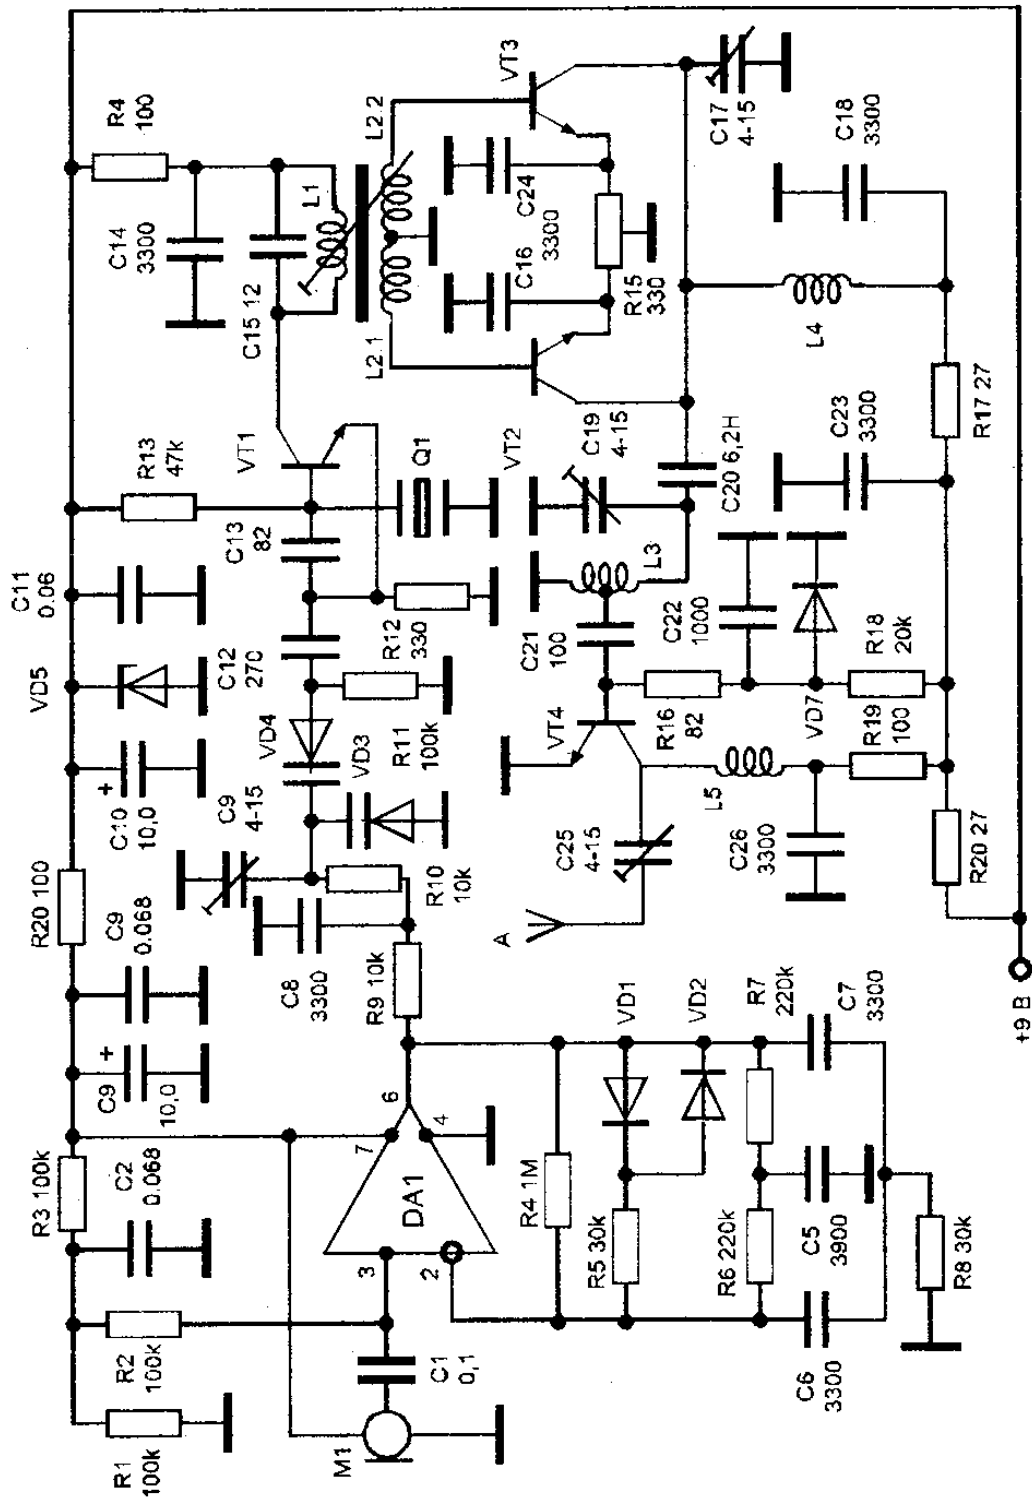 R1
100k
R2
100k
R3 100k
C2
0.068
C9
10,0
+
C9
0.068
R20 100
C10
10,0
+
VD5
C11
0.06
R13
47k
R4
100
C14
3300
C15 12
L1
VT1
C13
82
C12
270
VD4
C9
4-15
VD3
R11
100k
R12
330
Q1
VT2
L2.1
L2.2
VT3
C24
C16
3300
R15
330
C17
4-15
C18
3300
L4
R17 27
C23
3300
C19
4-15
C20 6,2H
L3
C21
100
C22
1000
R18
20k
VD7
R16
82
R19
100
VT4
L5
C25
4-15
C26
3300
R20 27
A
R10
10k
C8
3300
R9 10k
M1
C1
0,1
DA1
3
2
7
6
4
R4 1M
R5 30k
VD1
VD2
R6 220k
R7
220k
C5
3900
C6
3300
C7
3300
R8 30k
+9 В